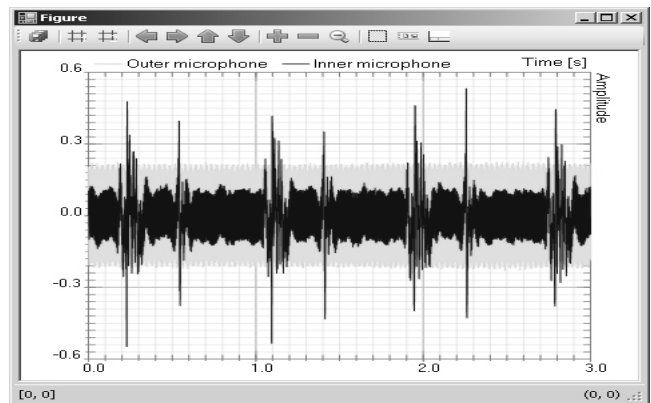 Figure
Outer microphone Inner microphone Time [s]
Amplitude
0.6
0.3
0.0
-0.3
-0.6
0.0 1.0 2.0 3.0
[0, 0] (0, 0)